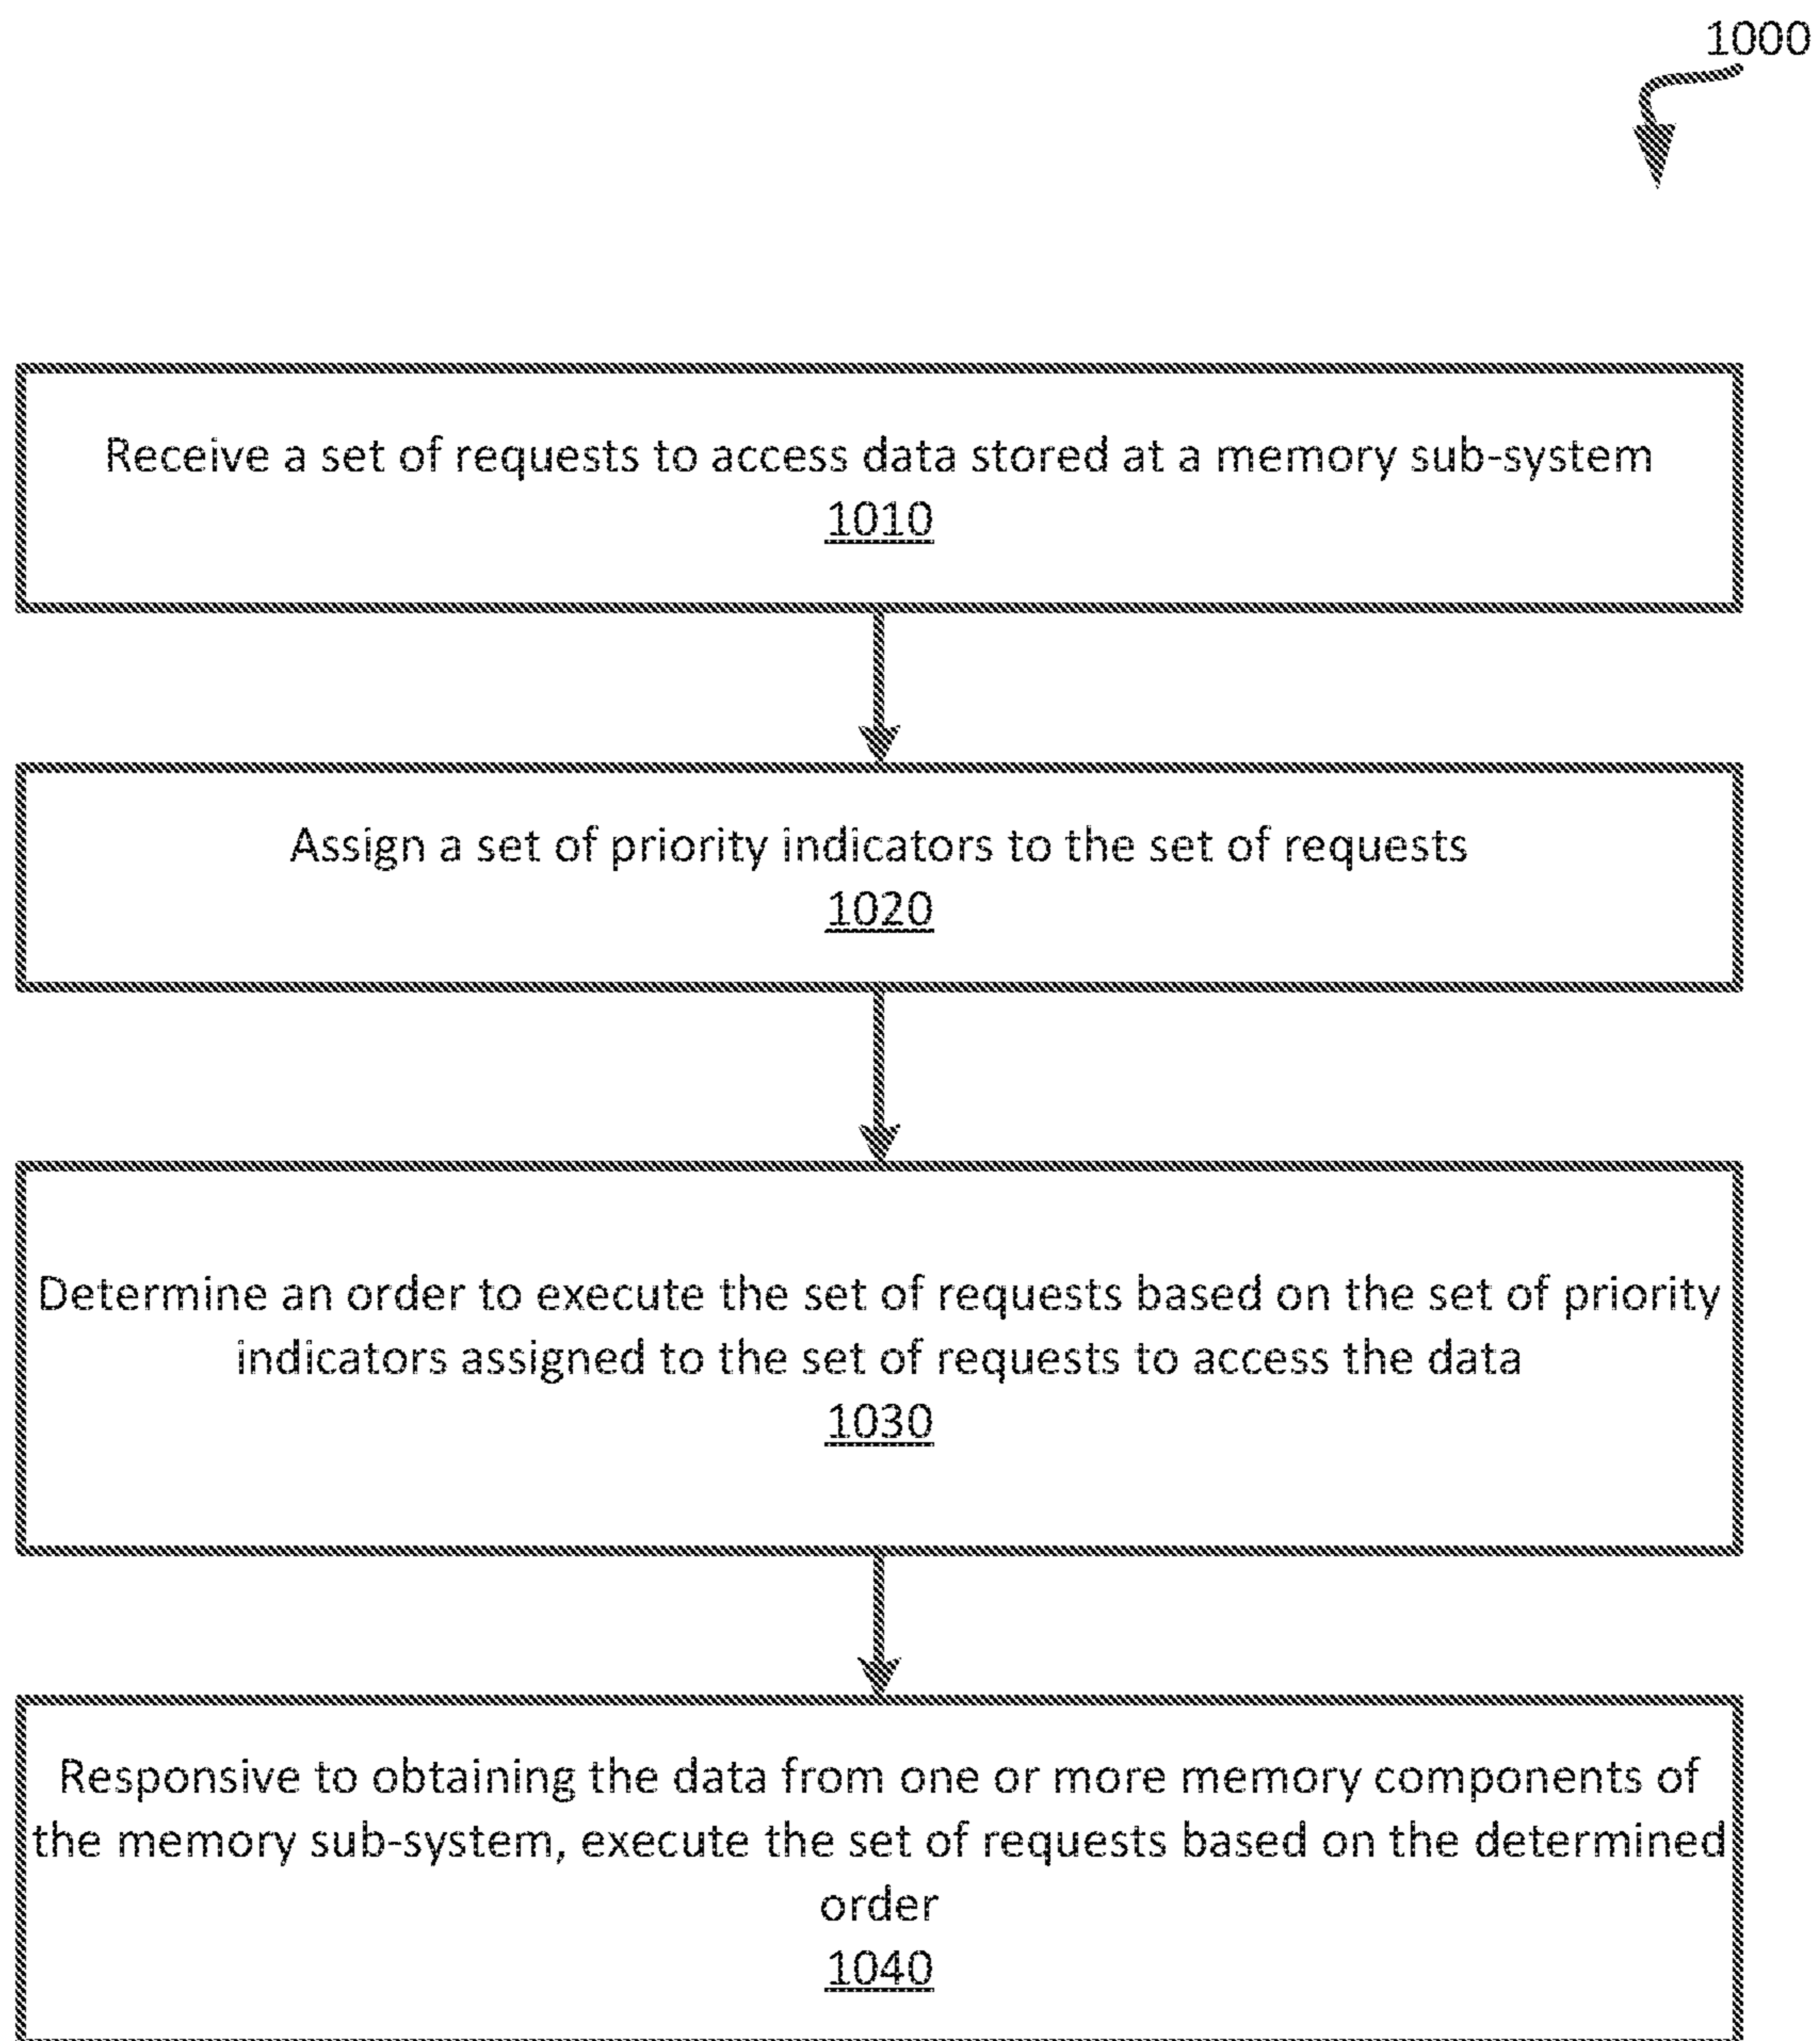 1000
Receive a set of requests to access data stored at a memory sub-system
1010
Assign a set of priority indicators to the set of requests
1020
Determine an order to execute the set of requests based on the set of priority
indicators assigned to the set of requests to access the data
1030
Responsive to obtaining the data from one or more memory components of
the memory sub-system, execute the set of requests based on the determined
order
1040